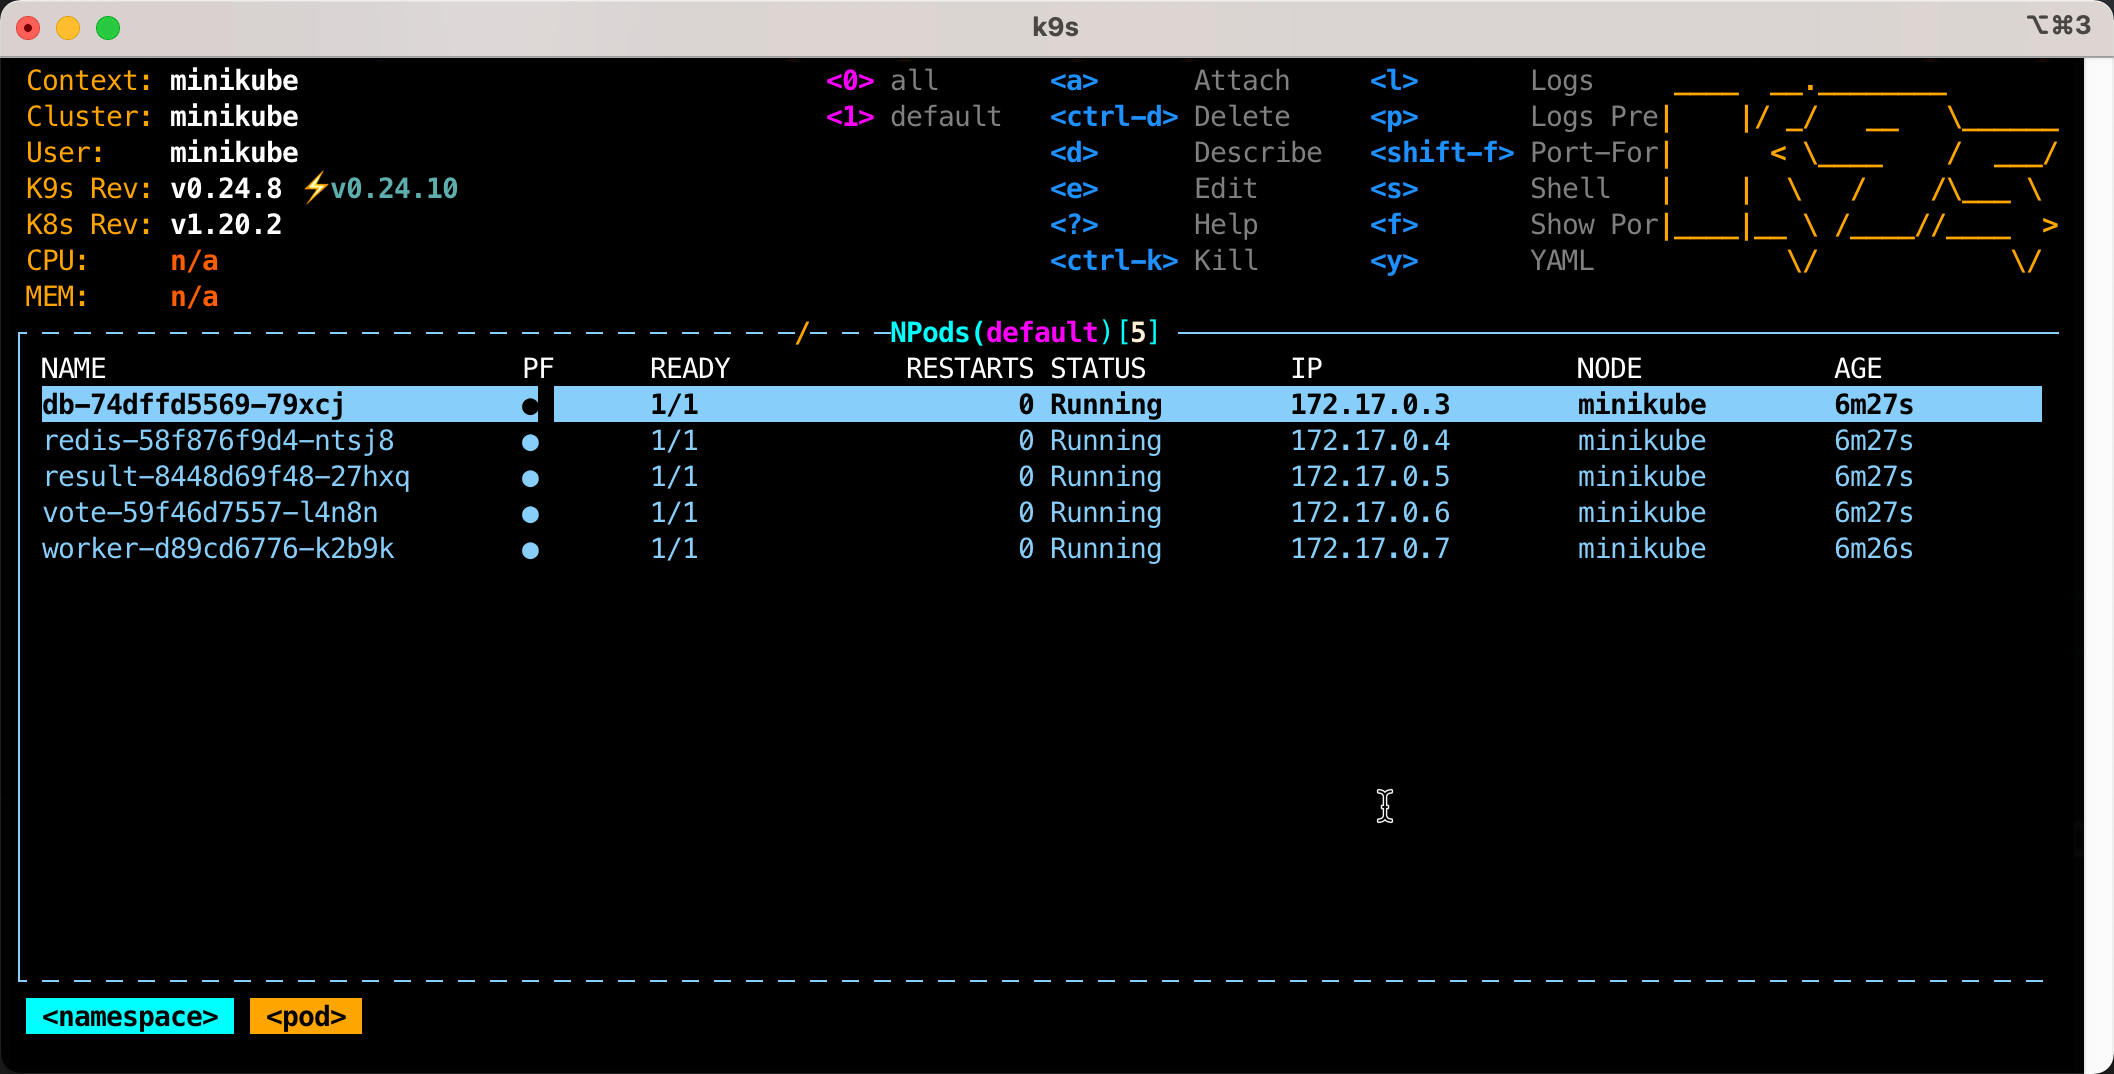 k9s ⌥⌘3
Context: minikube <0> all <a> Attach <l> Logs
Cluster: minikube <1> default <ctrl-d> Delete <p> Logs Pre
User: minikube <d> Describe <shift-f> Port-For
K9s Rev: v0.24.8 ⚡v0.24.10 <e> Edit <s> Shell
K8s Rev: v1.20.2 <?> Help <f> Show Por
CPU: n/a <ctrl-k> Kill <y> YAML
MEM: n/a
NPods(default)[5]
NAME PF READY RESTARTS STATUS IP NODE AGE
db-74dffd5569-79xcj ● 1/1 0 Running 172.17.0.3 minikube 6m27s
redis-58f876f9d4-ntsj8 ● 1/1 0 Running 172.17.0.4 minikube 6m27s
result-8448d69f48-27hxq ● 1/1 0 Running 172.17.0.5 minikube 6m27s
vote-59f46d7557-l4n8n ● 1/1 0 Running 172.17.0.6 minikube 6m27s
worker-d89cd6776-k2b9k ● 1/1 0 Running 172.17.0.7 minikube 6m26s
<namespace> <pod>